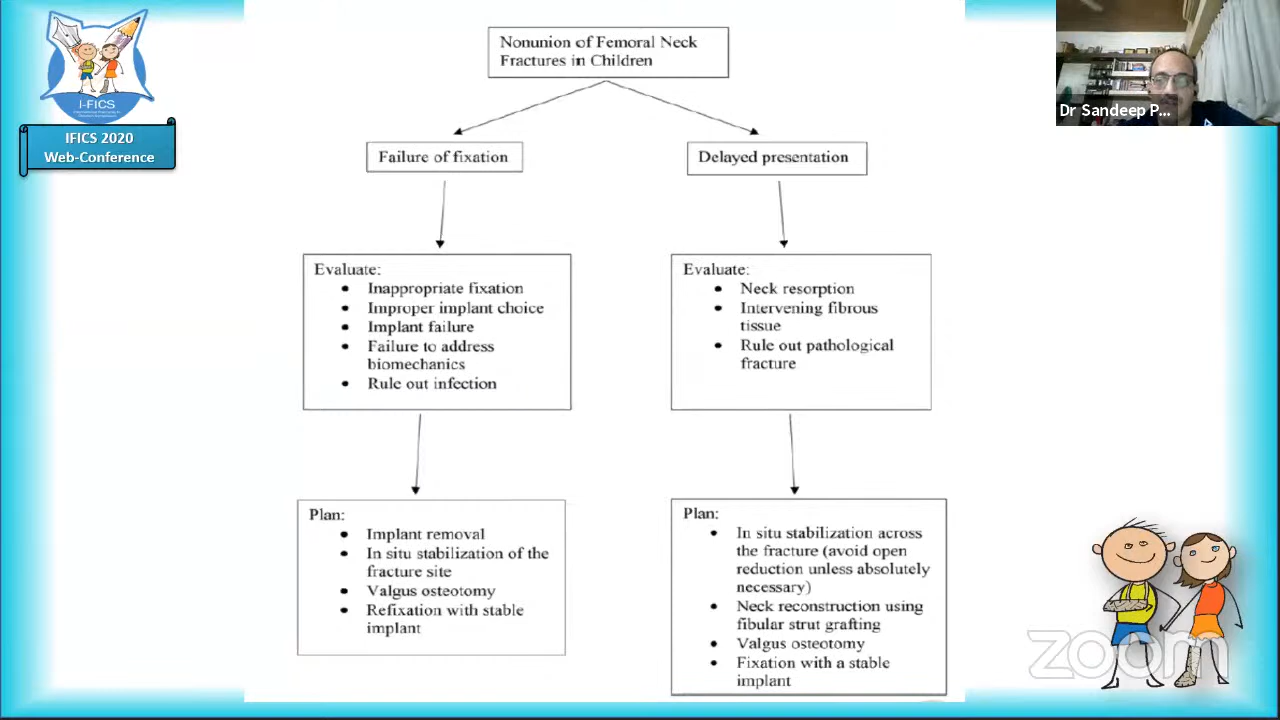 I-FICS
IFICS 2020
Web-Conference
Nonunion of Femoral Neck
Fractures in Children
Failure of fixation
Delayed presentation
Evaluate:
• Inappropriate fixation
• Improper implant choice
• Implant failure
• Failure to address
biomechanics
• Rule out infection
Evaluate:
• Neck resorption
• Intervening fibrous
tissue
• Rule out pathological
fracture
Plan:
• Implant removal
• In situ stabilization of the
fracture site
• Valgus osteotomy
• Refixation with stable
implant
Plan:
• In situ stabilization across
the fracture (avoid open
reduction unless absolutely
necessary)
• Neck reconstruction using
fibular strut grafting
• Valgus osteotomy
• Fixation with a stable
implant
Dr Sandeep P...
zoom